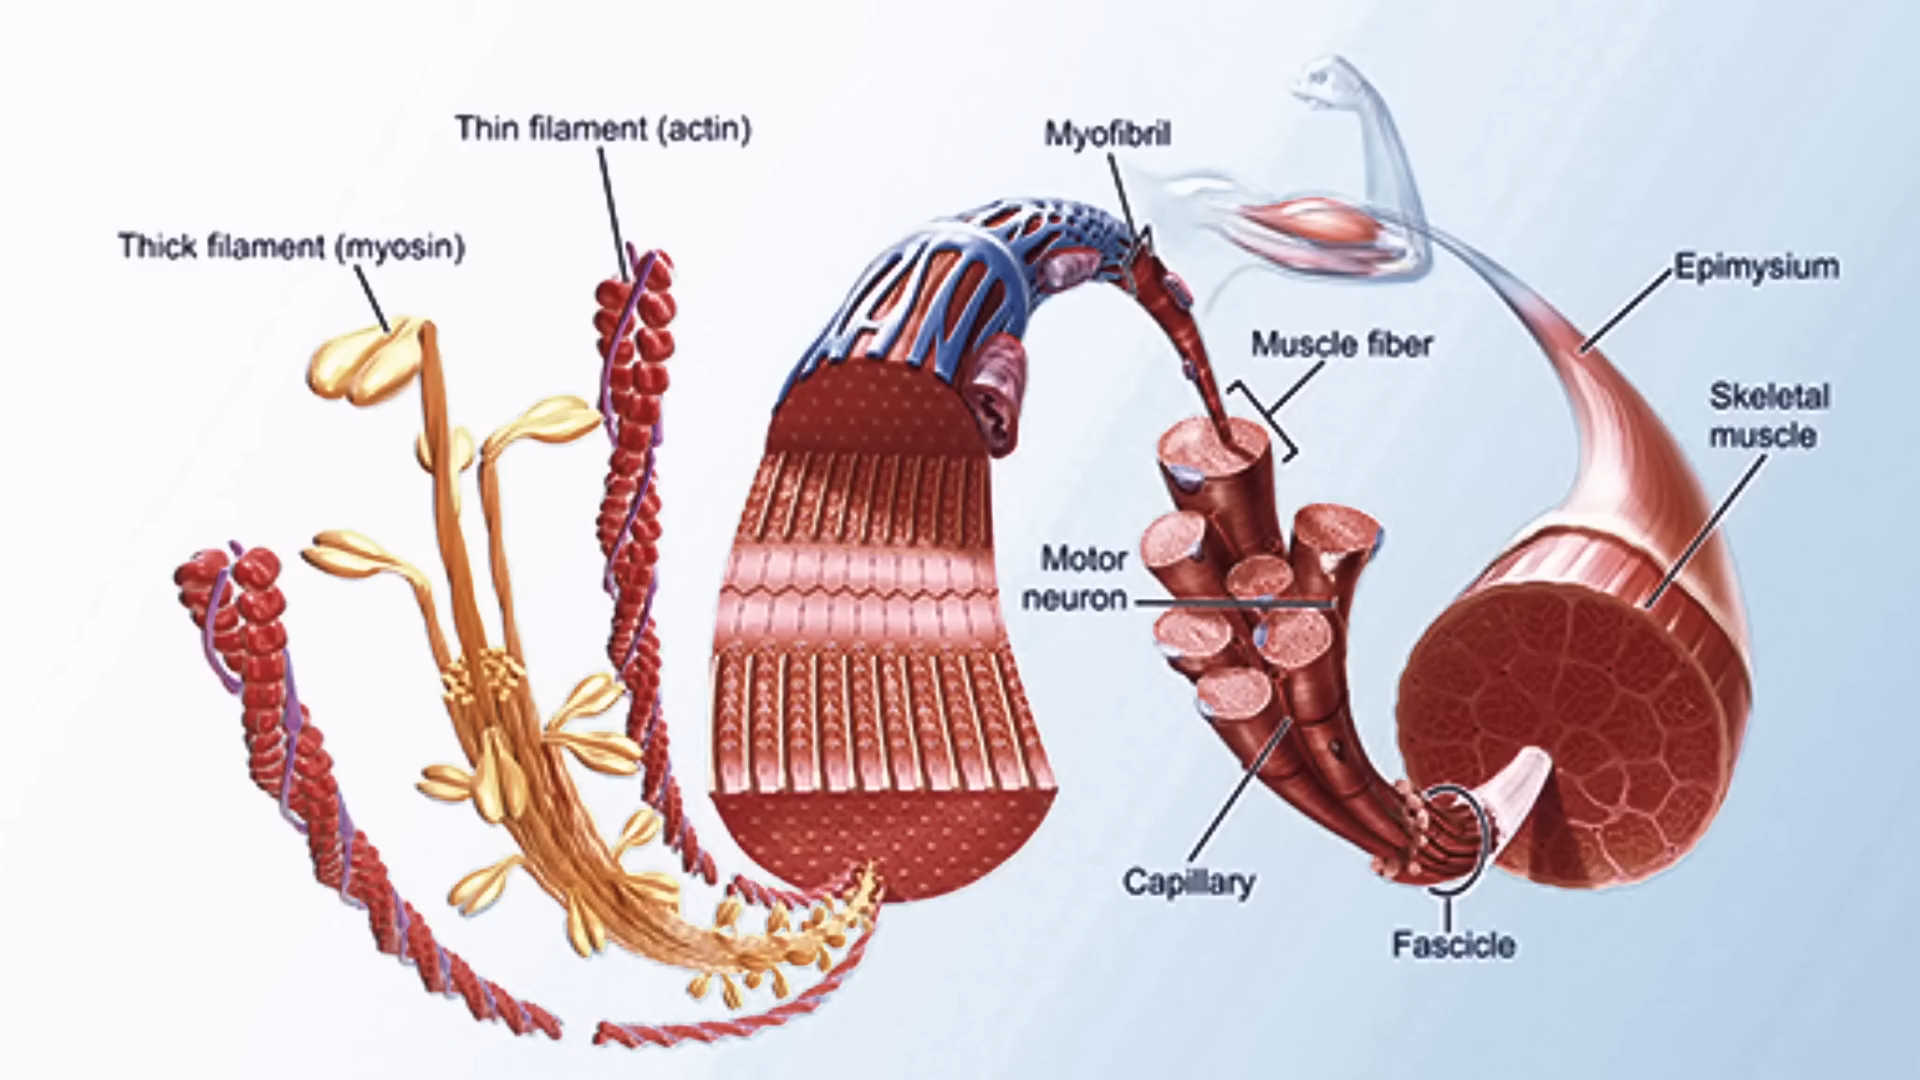 Thin filament (actin)
Myofibril
Thick filament (myosin)
Epimysium
Muscle fiber
Skeletal
muscle
Motor
neuron
Capillary
Fascicle